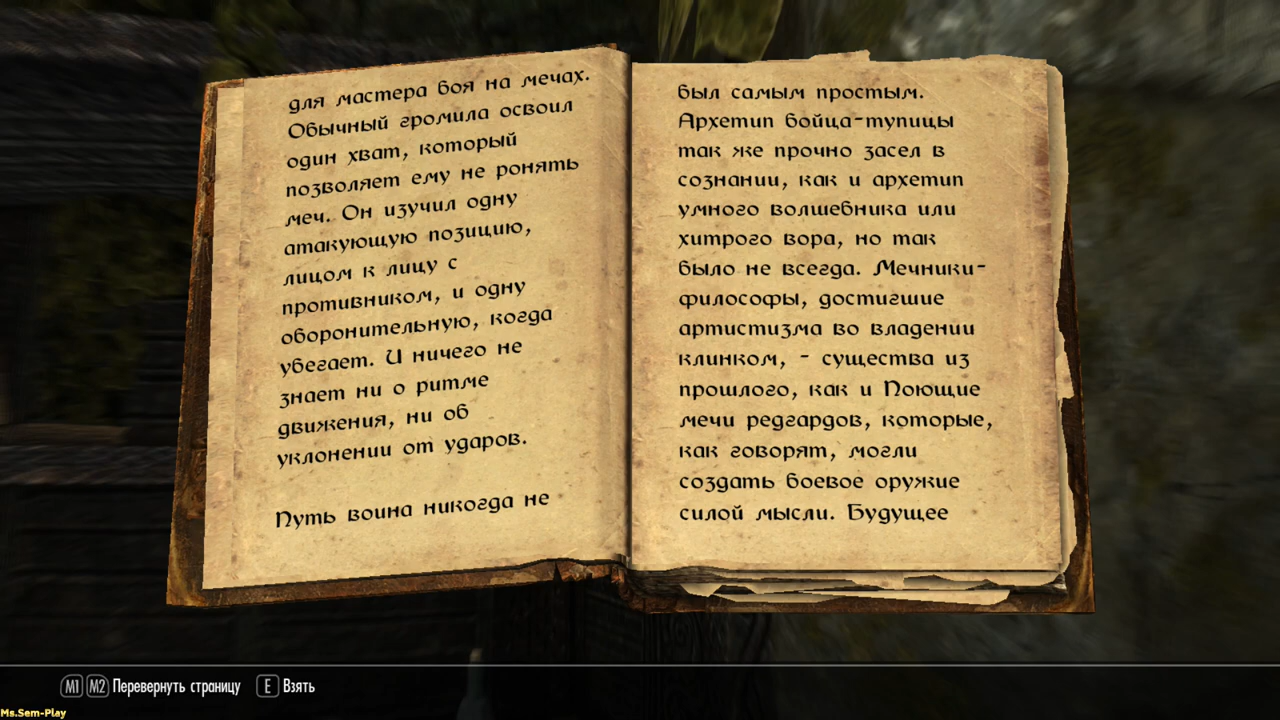 для мастера боя на мечах.
Обычный громила освоил
один хват, который
позволяет ему не ронять
меч. Он изучил одну
атакующую позицию,
лицом к лицу с
противником, и одну
оборонительную, когда
убегает. И ничего не
знает ни о ритме
движения, ни об
уклонении от ударов.
Путь воина никогда не
был самым простым.
Архетип бойца-тупицы
так же прочно засел в
сознании, как и архетип
умного волшебника или
хитрого вора, но так
было не всегда. Мечники-
философы, достигшие
артистизма во владении
клинком, - существа из
прошлого, как и Поющие
мечи редгардов, которые,
как говорят, могли
создать боевое оружие
силой мысли. Будущее
M1 M2 Перевернуть страницу E Взять
Ms.Sem-Play